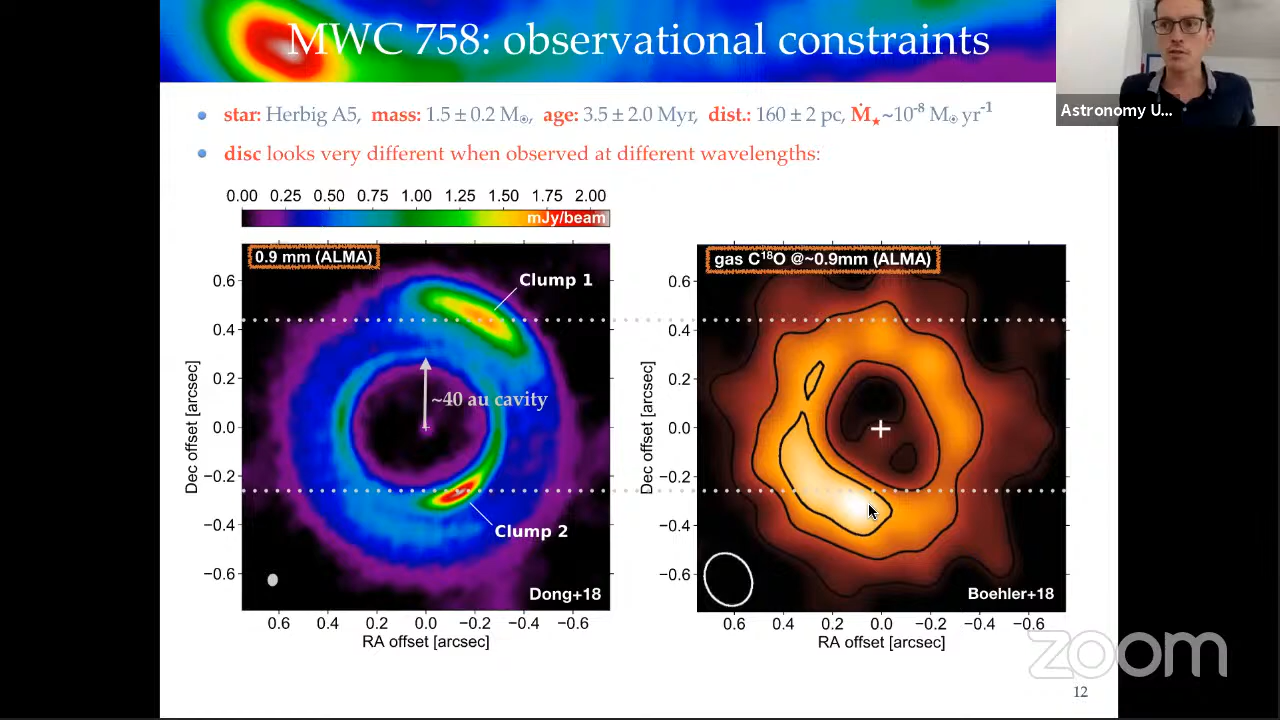 MWC 758: observational constraints
Astronomy U...
star: Herbig A5, mass: 1.5 ± 0.2 M☉, age: 3.5 ± 2.0 Myr, dist.: 160 ± 2 pc, Ṁ★~10⁻⁸ M☉ yr⁻¹
disc looks very different when observed at different wavelengths:
0.00 0.25 0.50 0.75 1.00 1.25 1.50 1.75 2.00
mJy/beam
0.9 mm (ALMA)
Clump 1
~40 au cavity
Clump 2
Dong+18
0.6
0.4
0.2
0.0
−0.2
−0.4
−0.6
Dec offset [arcsec]
0.6 0.4 0.2 0.0 −0.2 −0.4 −0.6
RA offset [arcsec]
gas C¹⁸O @~0.9mm (ALMA)
Boehler+18
0.6
0.4
0.2
0.0
−0.2
−0.4
−0.6
Dec offset [arcsec]
0.6 0.4 0.2 0.0 −0.2 −0.4 −0.6
RA offset [arcsec]
zoom
12